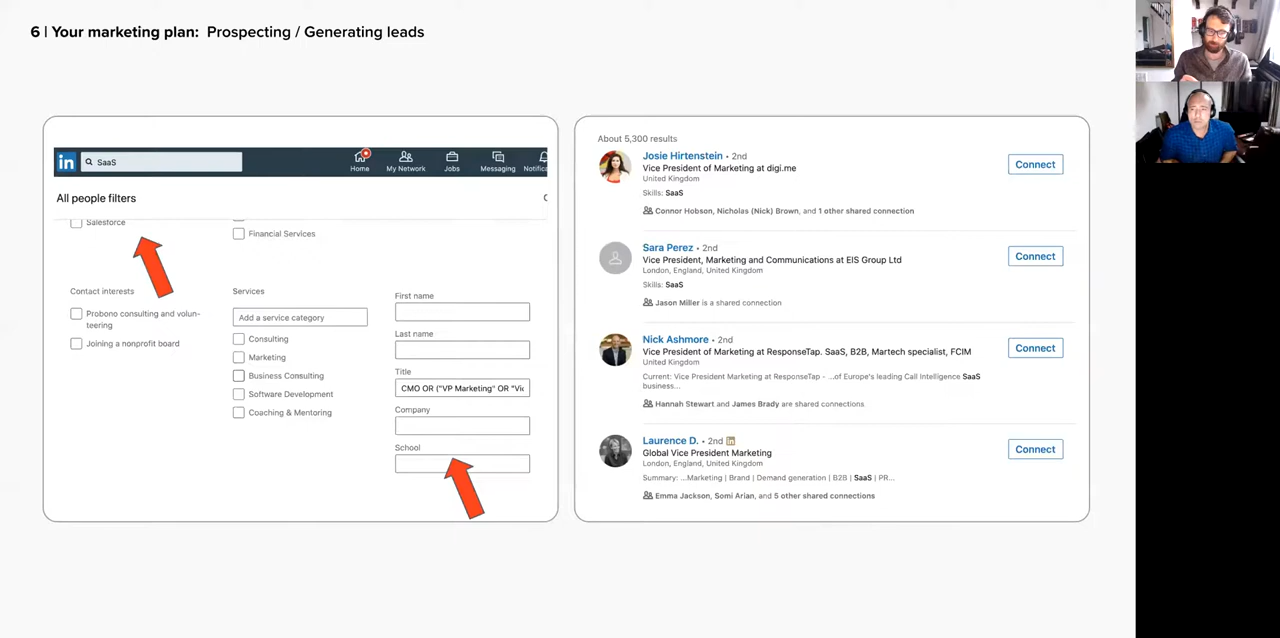 6 | Your marketing plan: Prospecting / Generating leads
in
SaaS
Home
My Network
Jobs
Messaging
Notific
All people filters
Salesforce
Financial Services
Contact interests
Probono consulting and volun-
teering
Joining a nonprofit board
Services
Add a service category
Consulting
Marketing
Business Consulting
Software Development
Coaching & Mentoring
First name
Last name
Title
CMO OR ("VP Marketing" OR "Vic
Company
School
About 5,300 results
Josie Hirtenstein • 2nd
Vice President of Marketing at digi.me
United Kingdom
Skills: SaaS
Connor Hobson, Nicholas (Nick) Brown, and 1 other shared connection
Connect
Sara Perez • 2nd
Vice President, Marketing and Communications at EIS Group Ltd
London, England, United Kingdom
Skills: SaaS
Jason Miller is a shared connection
Connect
Nick Ashmore • 2nd
Vice President of Marketing at ResponseTap. SaaS, B2B, Martech specialist, FCIM
United Kingdom
Current: Vice President Marketing at ResponseTap - ...of Europe's leading Call Intelligence SaaS
business...
Hannah Stewart and James Brady are shared connections
Connect
Laurence D. • 2nd in
Global Vice President Marketing
London, England, United Kingdom
Summary: ...Marketing | Brand | Demand generation | B2B | SaaS | PR...
Emma Jackson, Somi Arian, and 5 other shared connections
Connect